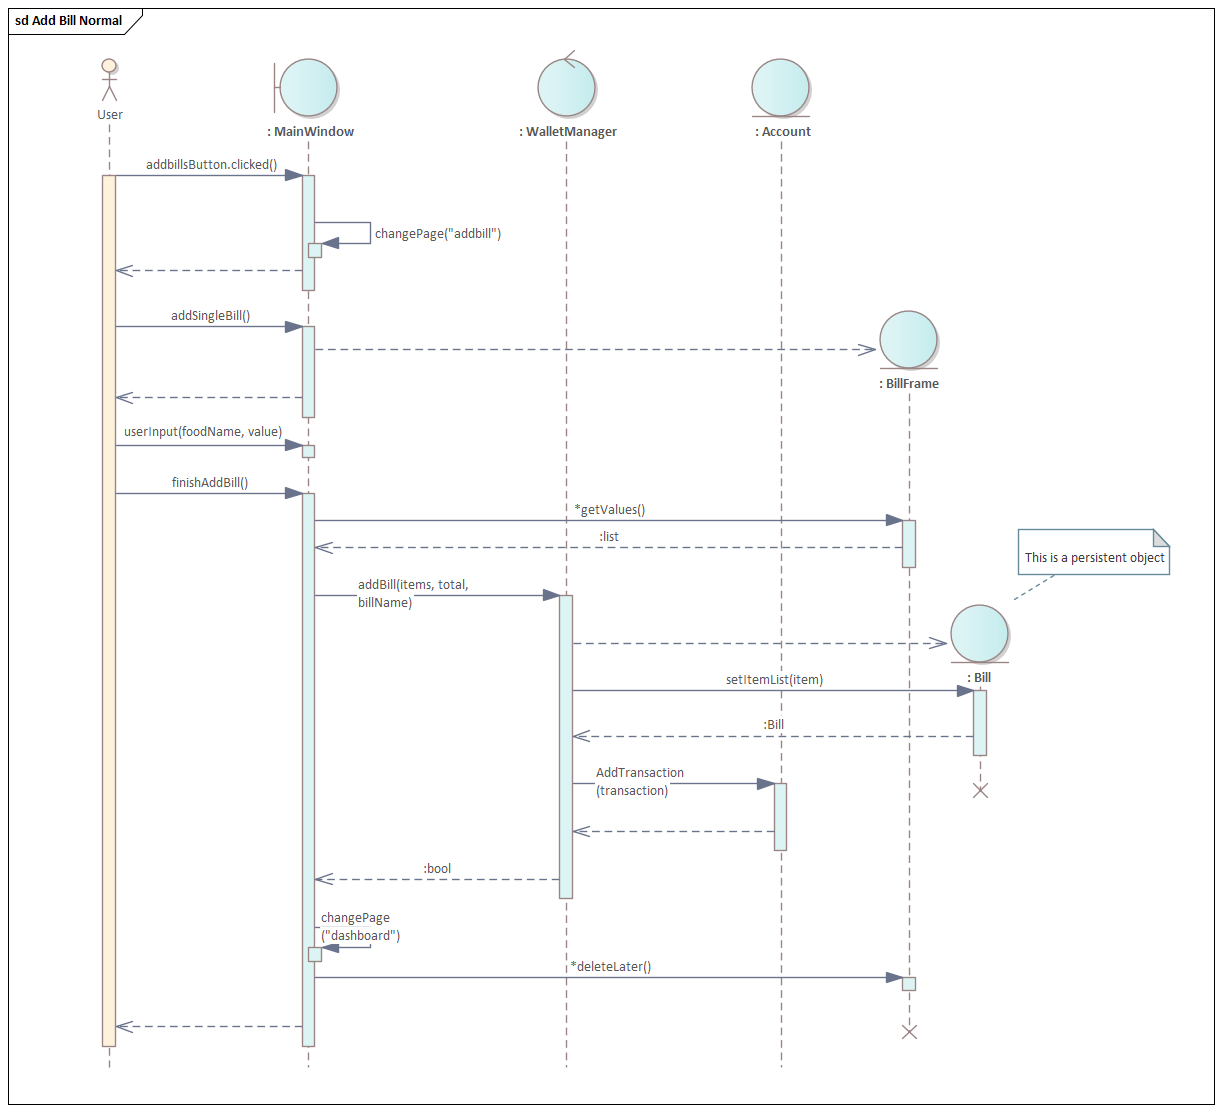 sd Add Bill Normal
User
: MainWindow
: WalletManager
: Account
addbillsButton.clicked()
changePage("addbill")
addSingleBill()
: BillFrame
userInput(foodName, value)
finishAddBill()
*getValues()
:list
This is a persistent object
addBill(items, total,
billName)
: Bill
setItemList(item)
:Bill
AddTransaction
(transaction)
:bool
changePage
("dashboard")
*deleteLater()